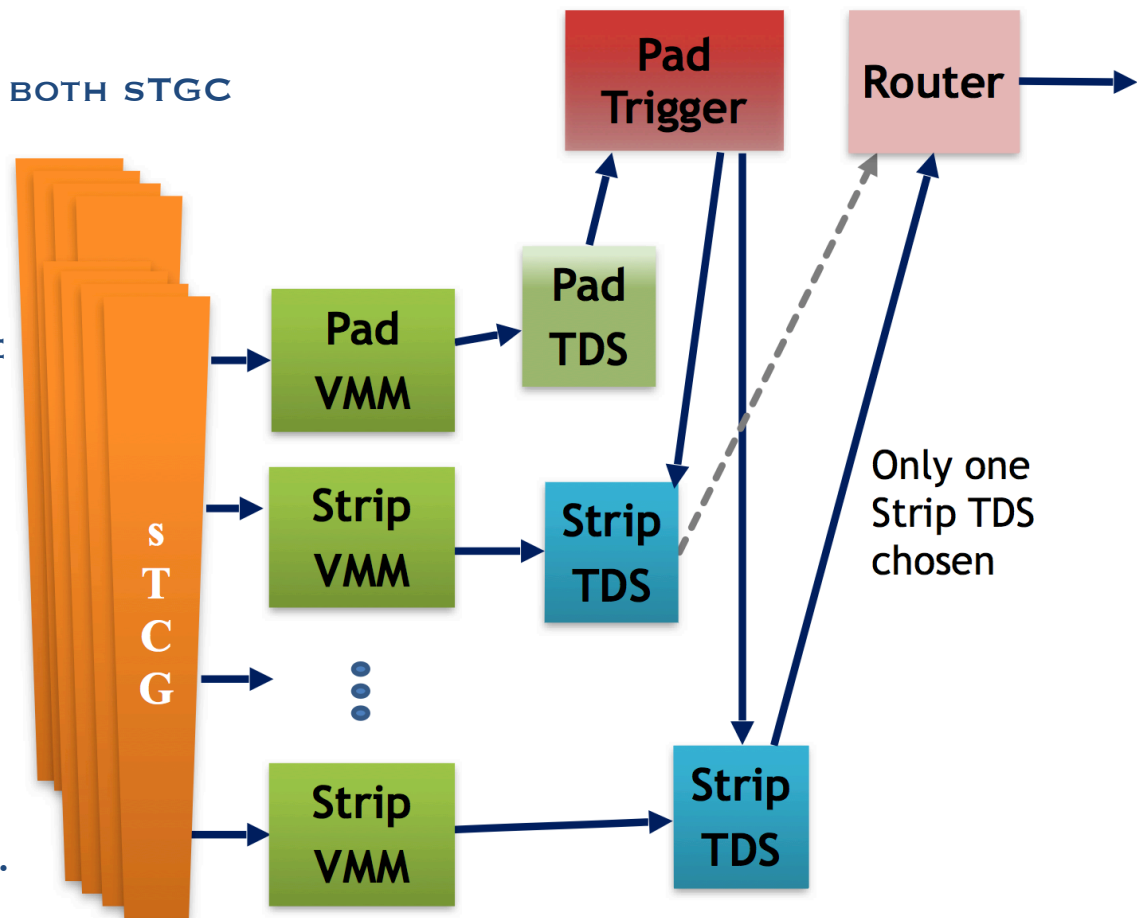 BOTH sTGC
Pad
Trigger
Router
Pad
TDS
Pad
VMM
Strip
VMM
Strip
TDS
Only one
Strip TDS
chosen
s
T
C
G
Strip
VMM
Strip
TDS